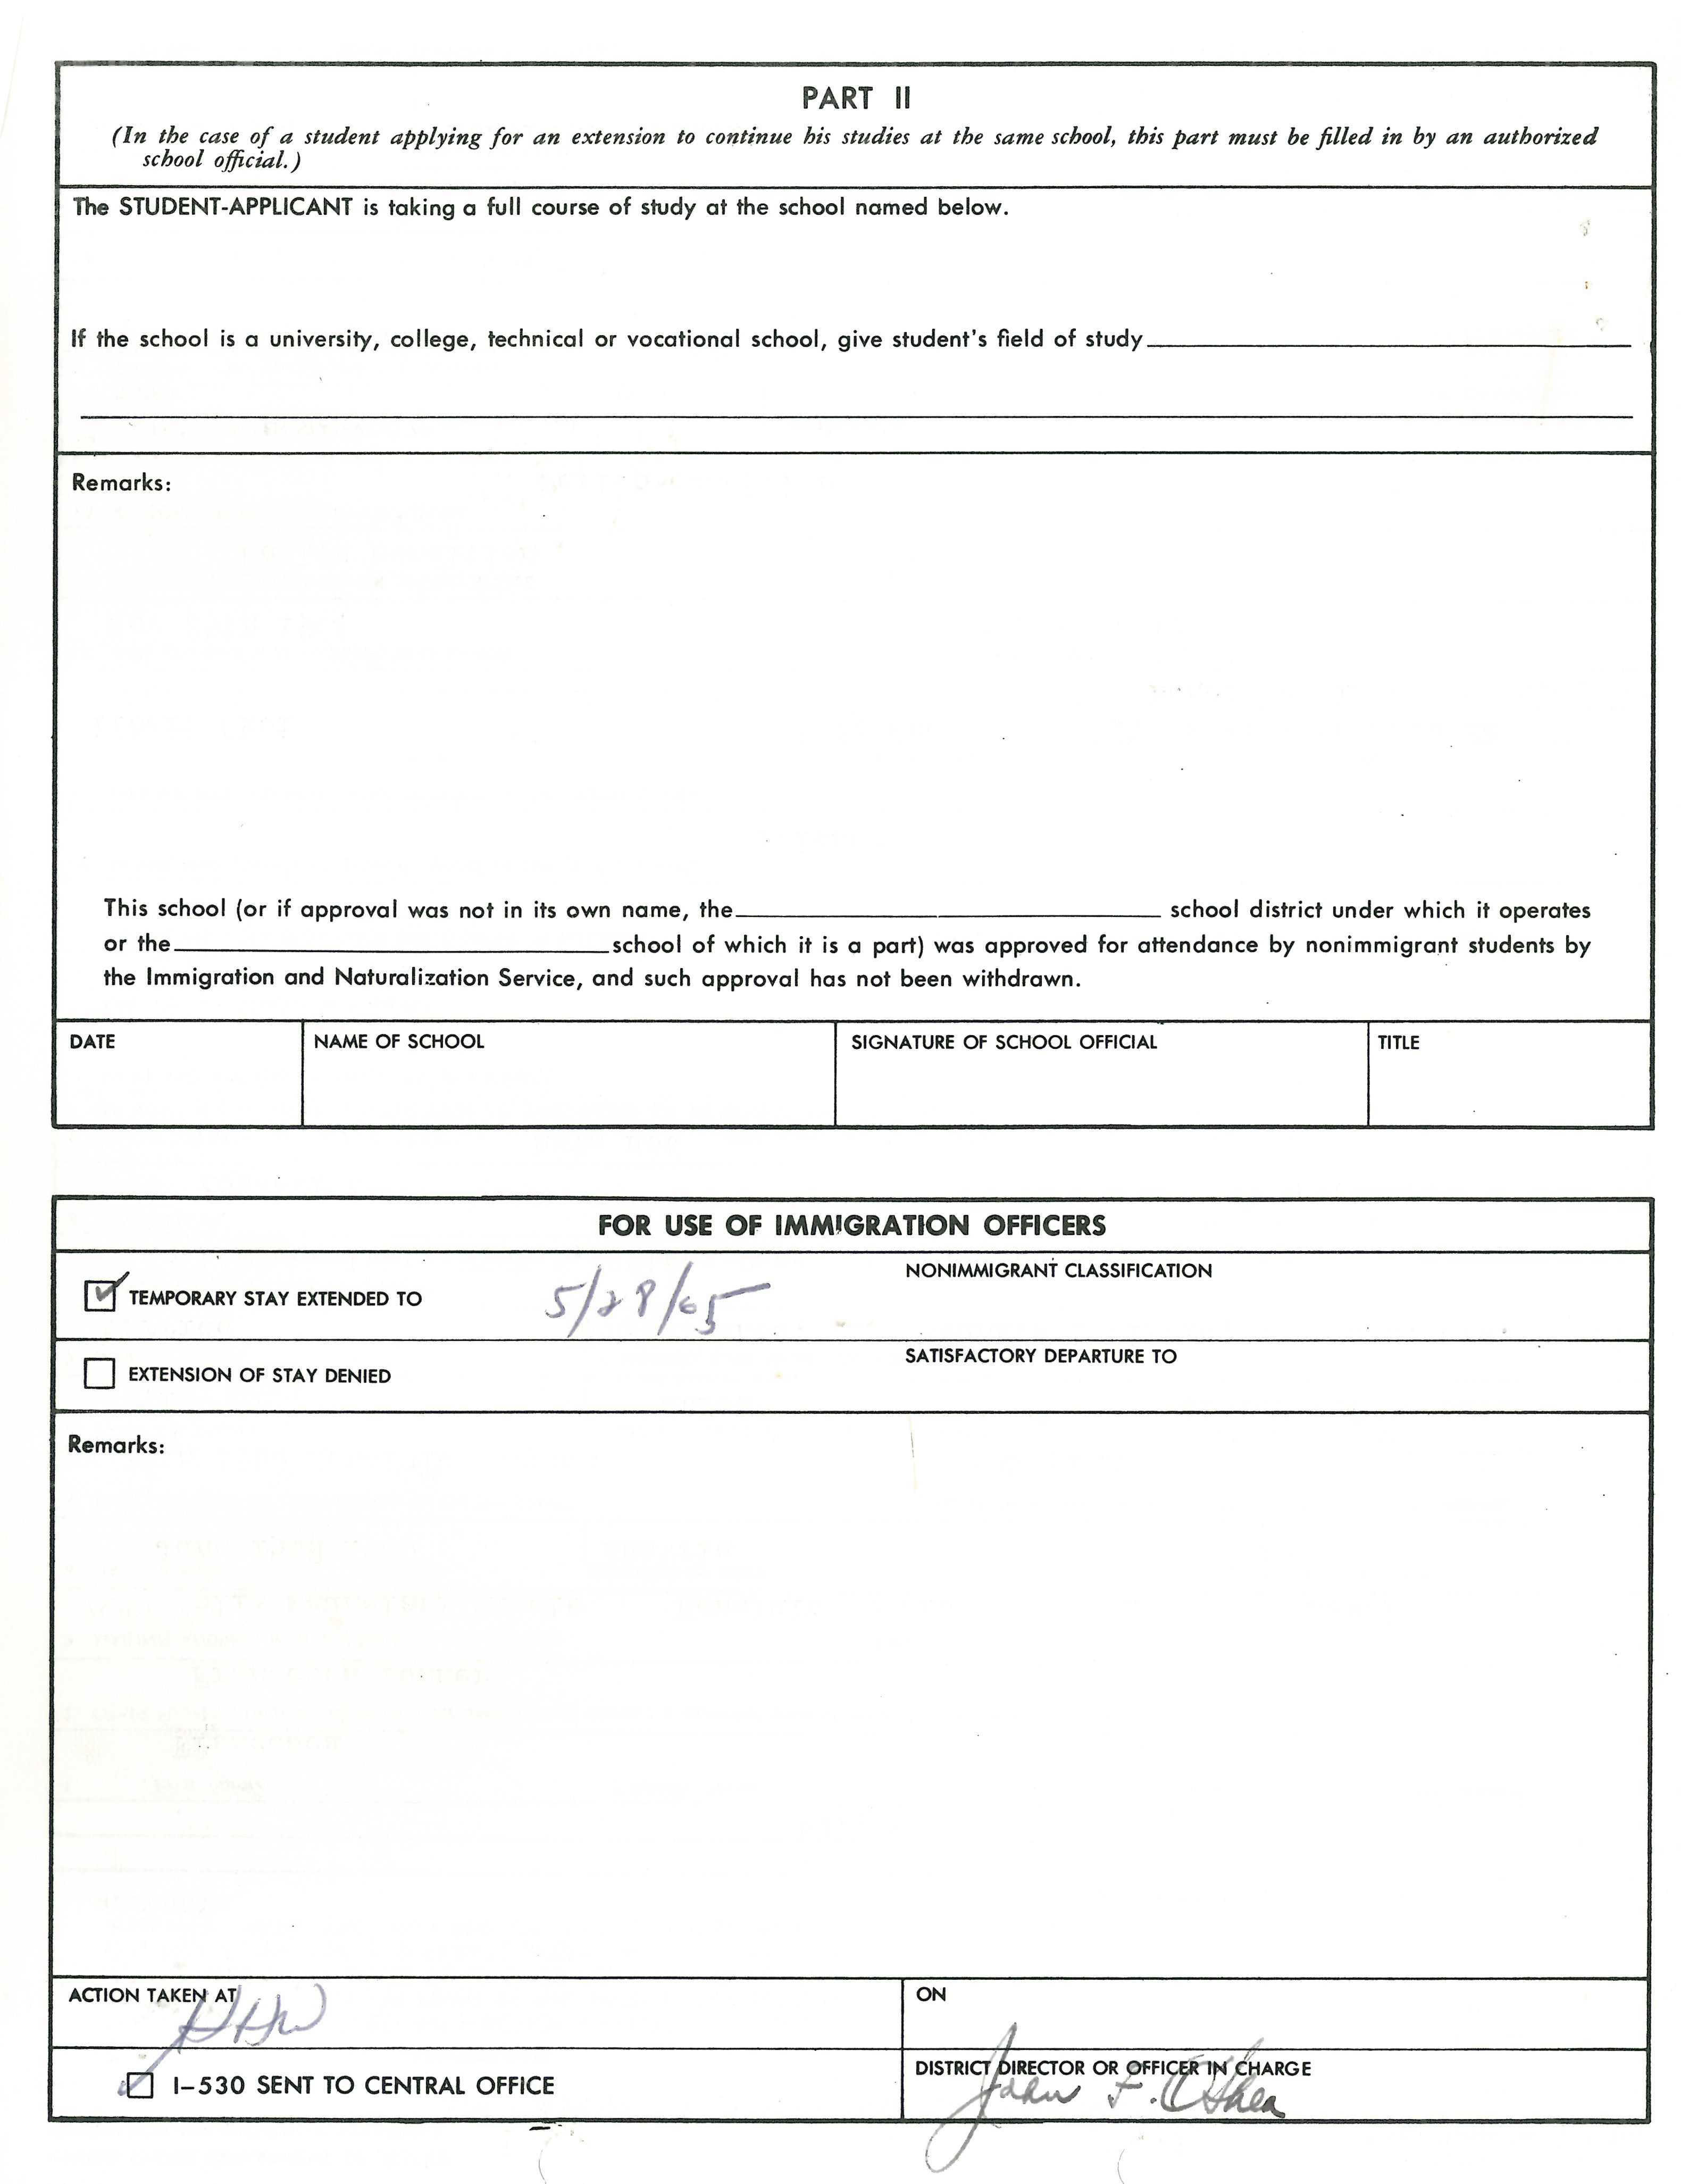 PART II
(In the case of a student applying for an extension to continue his studies at the same school, this part must be filled in by an authorized
school official.)
The STUDENT-APPLICANT is taking a full course of study at the school named below.
If the school is a university, college, technical or vocational school, give student's field of study
Remarks:
This school (or if approval was not in its own name, the school district under which it operates
or the school of which it is a part) was approved for attendance by nonimmigrant students by
the Immigration and Naturalization Service, and such approval has not been withdrawn.
DATE NAME OF SCHOOL SIGNATURE OF SCHOOL OFFICIAL TITLE
FOR USE OF IMMIGRATION OFFICERS
TEMPORARY STAY EXTENDED TO 5/28/65 NONIMMIGRANT CLASSIFICATION
EXTENSION OF STAY DENIED SATISFACTORY DEPARTURE TO
Remarks:
ACTION TAKEN AT HHW ON
I-530 SENT TO CENTRAL OFFICE DISTRICT DIRECTOR OR OFFICER IN CHARGE
John F. O'Shea